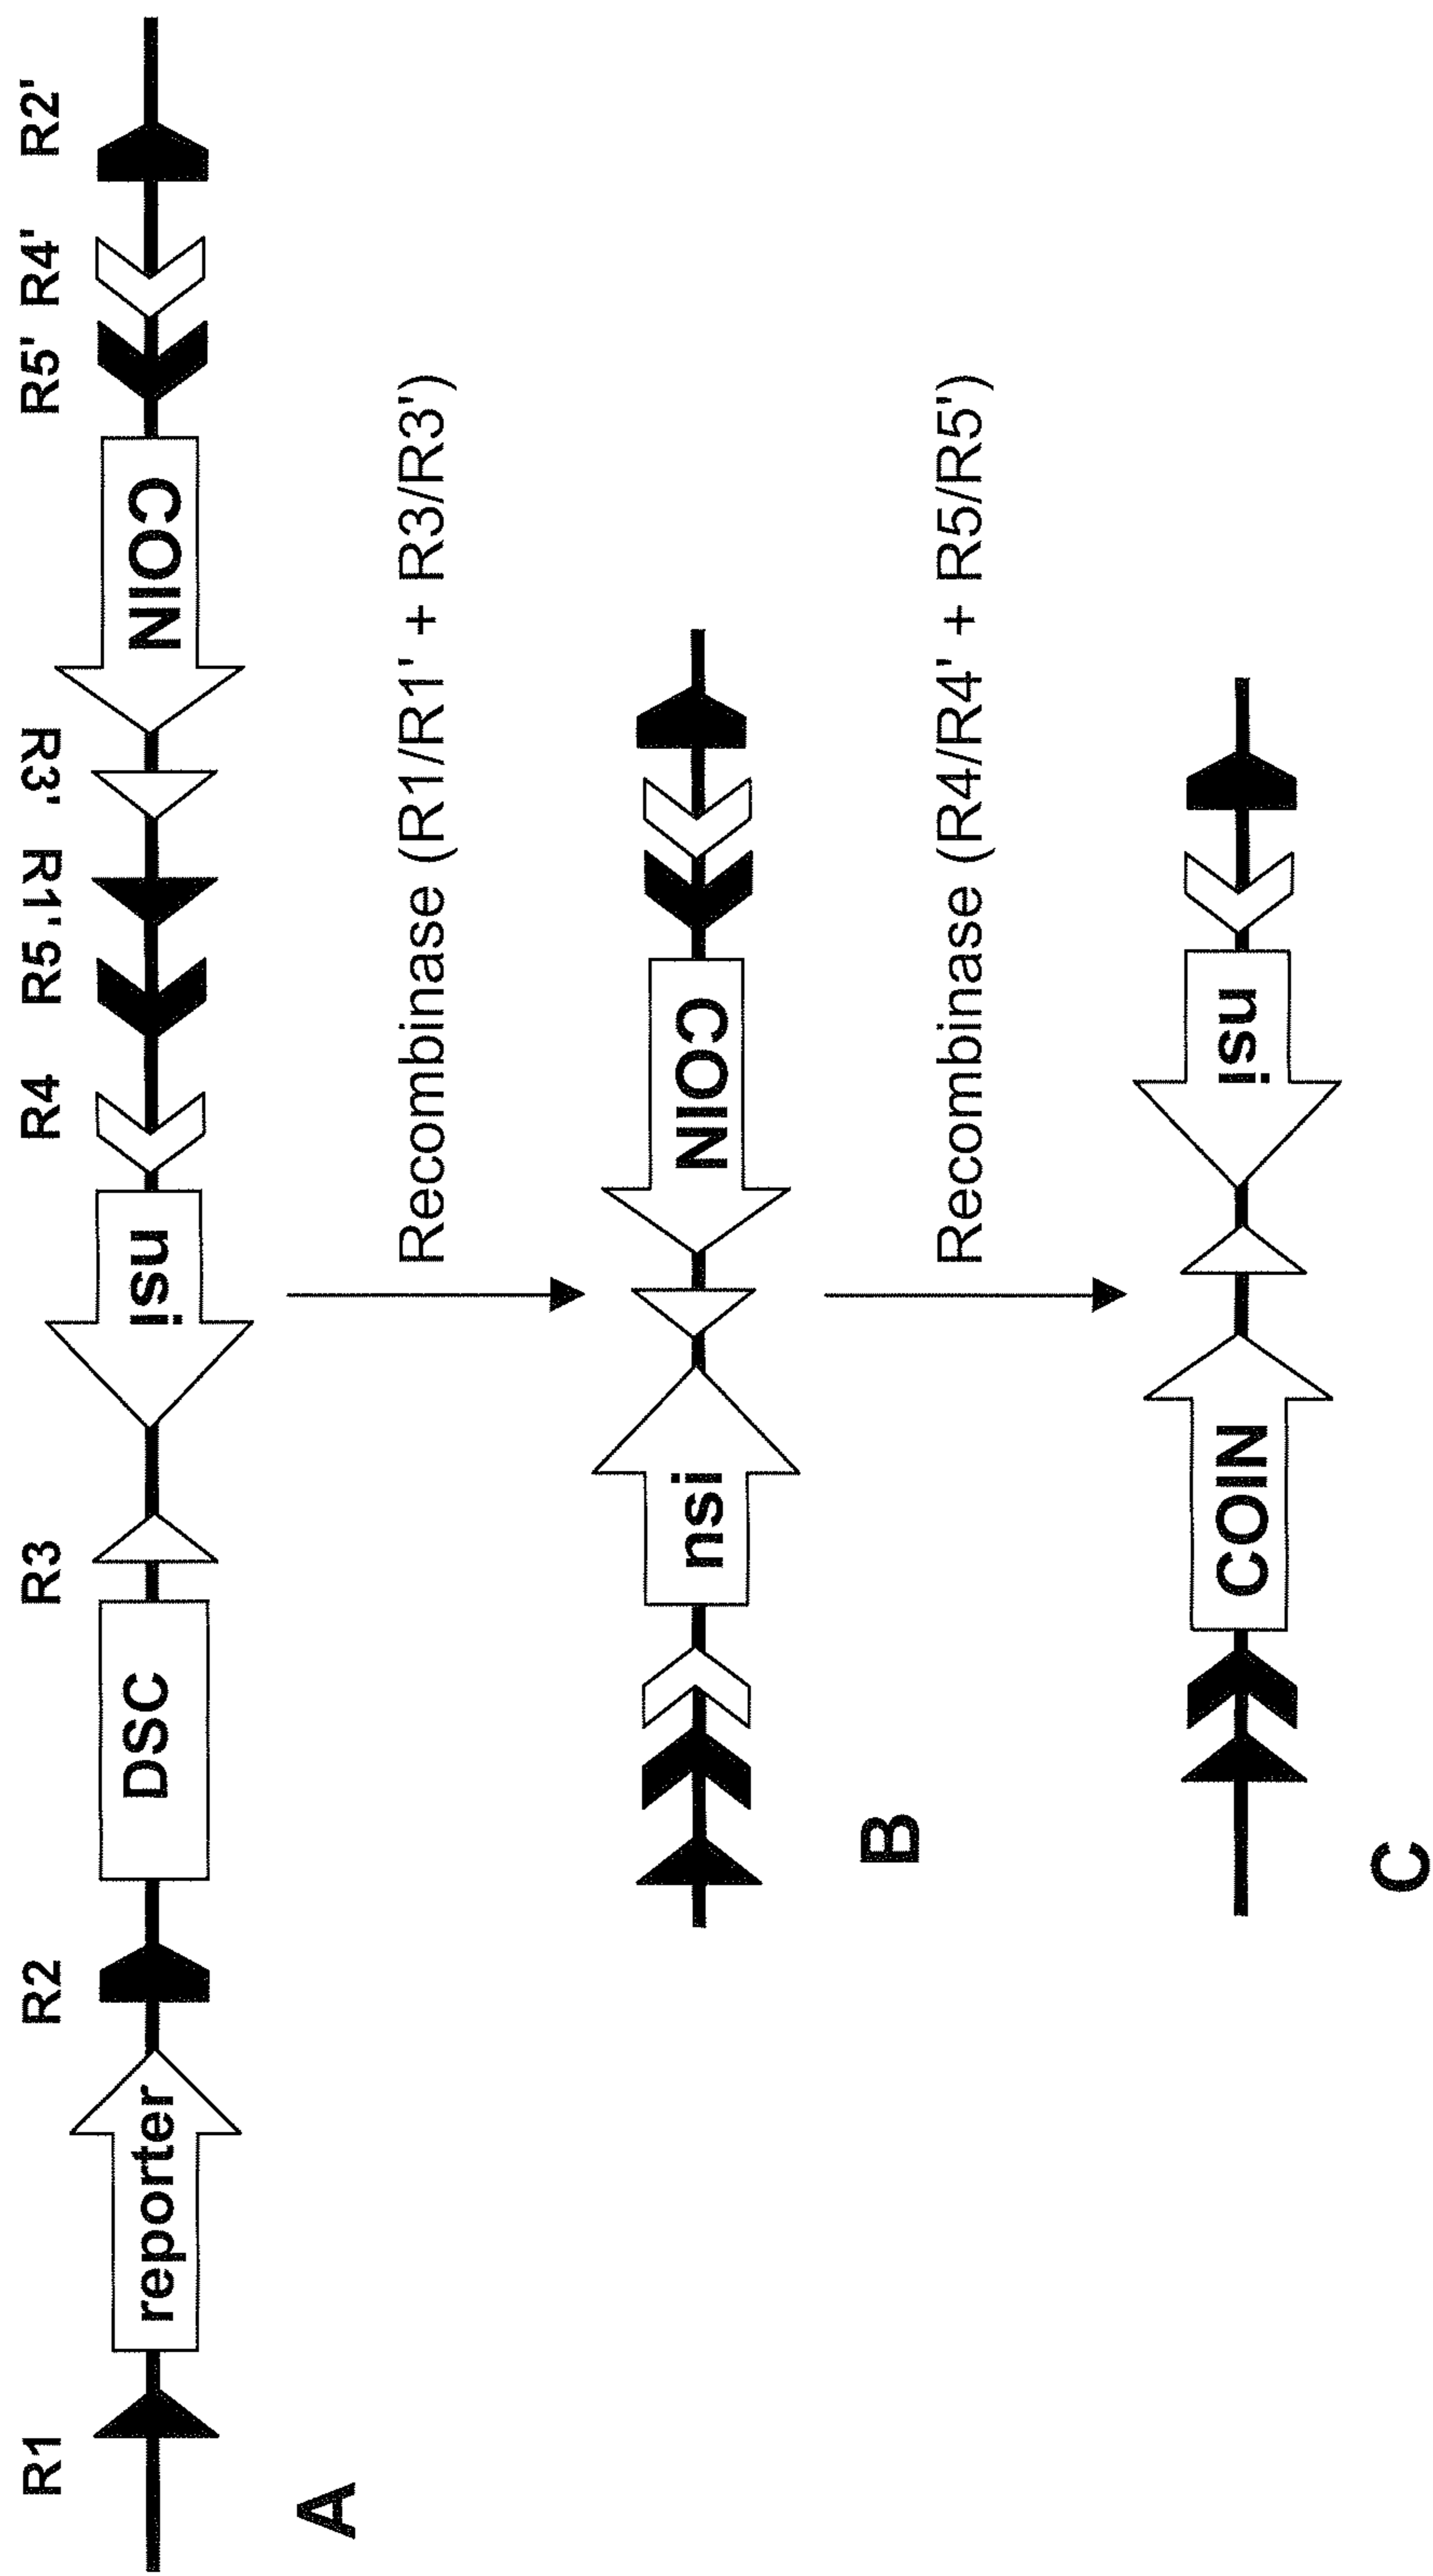 R1 R2 R3 R4 R5 R1' R3' R5' R4' R2'
reporter DSC nsi COIN
A
Recombinase (R1/R1' + R3/R3')
nsi COIN
B
Recombinase (R4/R4' + R5/R5')
COIN nsi
C